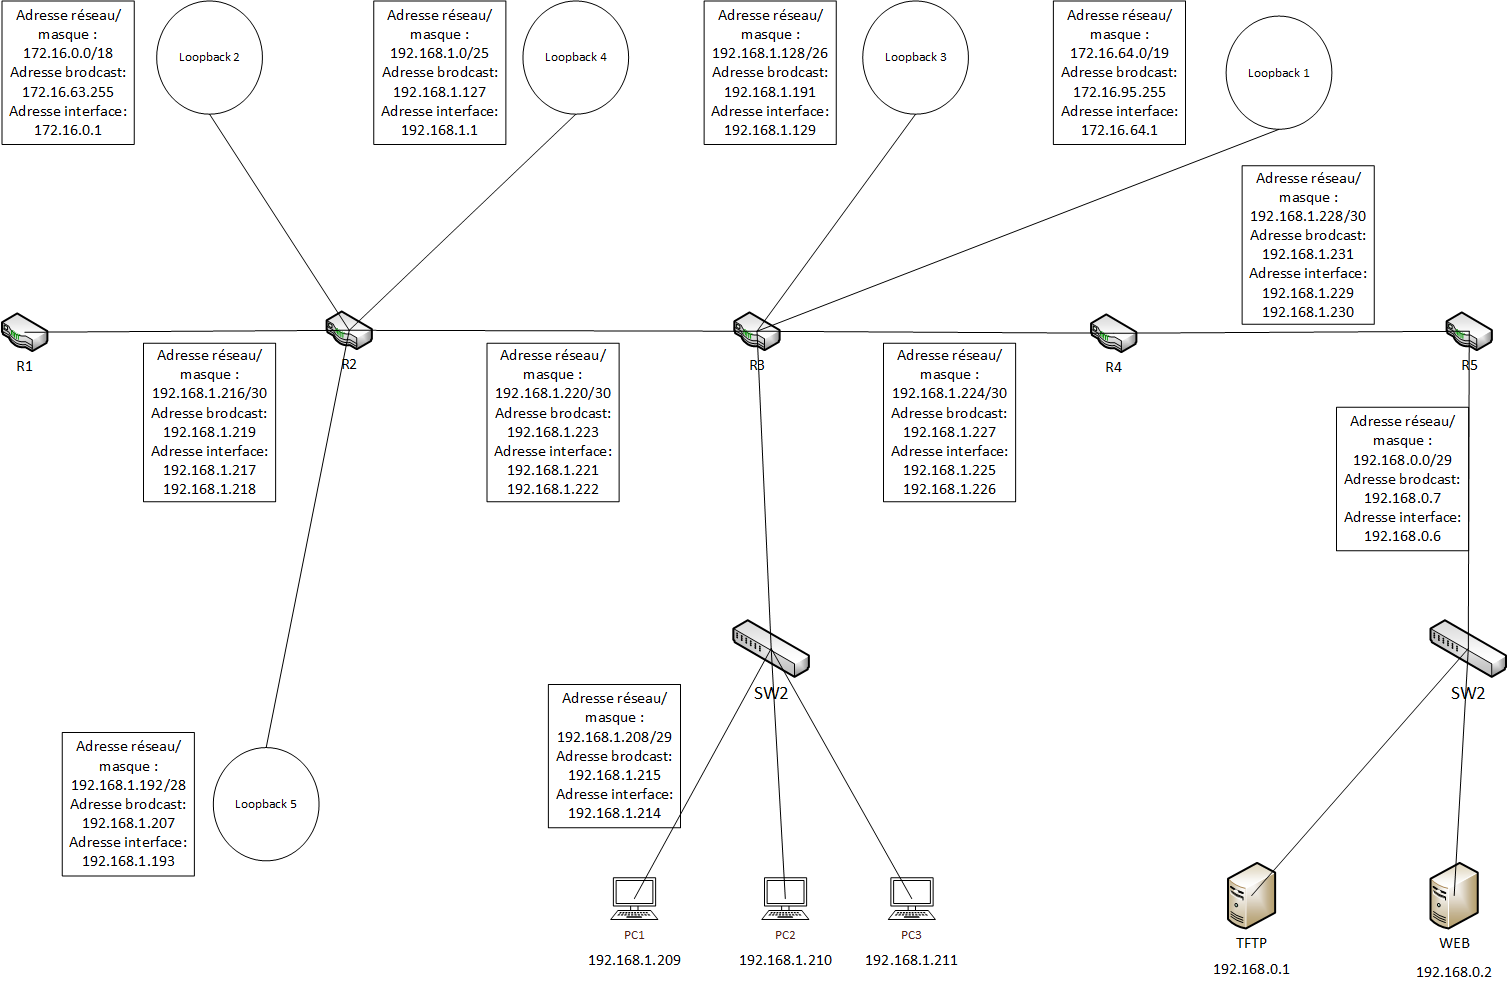 Adresse réseau/
masque :
172.16.0.0/18
Adresse brodcast:
172.16.63.255
Adresse interface:
172.16.0.1
Loopback 2
Adresse réseau/
masque :
192.168.1.0/25
Adresse brodcast:
192.168.1.127
Adresse interface:
192.168.1.1
Loopback 4
Adresse réseau/
masque :
192.168.1.128/26
Adresse brodcast:
192.168.1.191
Adresse interface:
192.168.1.129
Loopback 3
Adresse réseau/
masque :
172.16.64.0/19
Adresse brodcast:
172.16.95.255
Adresse interface:
172.16.64.1
Loopback 1
Adresse réseau/
masque :
192.168.1.228/30
Adresse brodcast:
192.168.1.231
Adresse interface:
192.168.1.229
192.168.1.230
R1
R2
R3
R4
R5
Adresse réseau/
masque :
192.168.1.216/30
Adresse brodcast:
192.168.1.219
Adresse interface:
192.168.1.217
192.168.1.218
Adresse réseau/
masque :
192.168.1.220/30
Adresse brodcast:
192.168.1.223
Adresse interface:
192.168.1.221
192.168.1.222
Adresse réseau/
masque :
192.168.1.224/30
Adresse brodcast:
192.168.1.227
Adresse interface:
192.168.1.225
192.168.1.226
Adresse réseau/
masque :
192.168.0.0/29
Adresse brodcast:
192.168.0.7
Adresse interface:
192.168.0.6
SW2
SW2
Adresse réseau/
masque :
192.168.1.208/29
Adresse brodcast:
192.168.1.215
Adresse interface:
192.168.1.214
Adresse réseau/
masque :
192.168.1.192/28
Adresse brodcast:
192.168.1.207
Adresse interface:
192.168.1.193
Loopback 5
PC1
192.168.1.209
PC2
192.168.1.210
PC3
192.168.1.211
TFTP
192.168.0.1
WEB
192.168.0.2